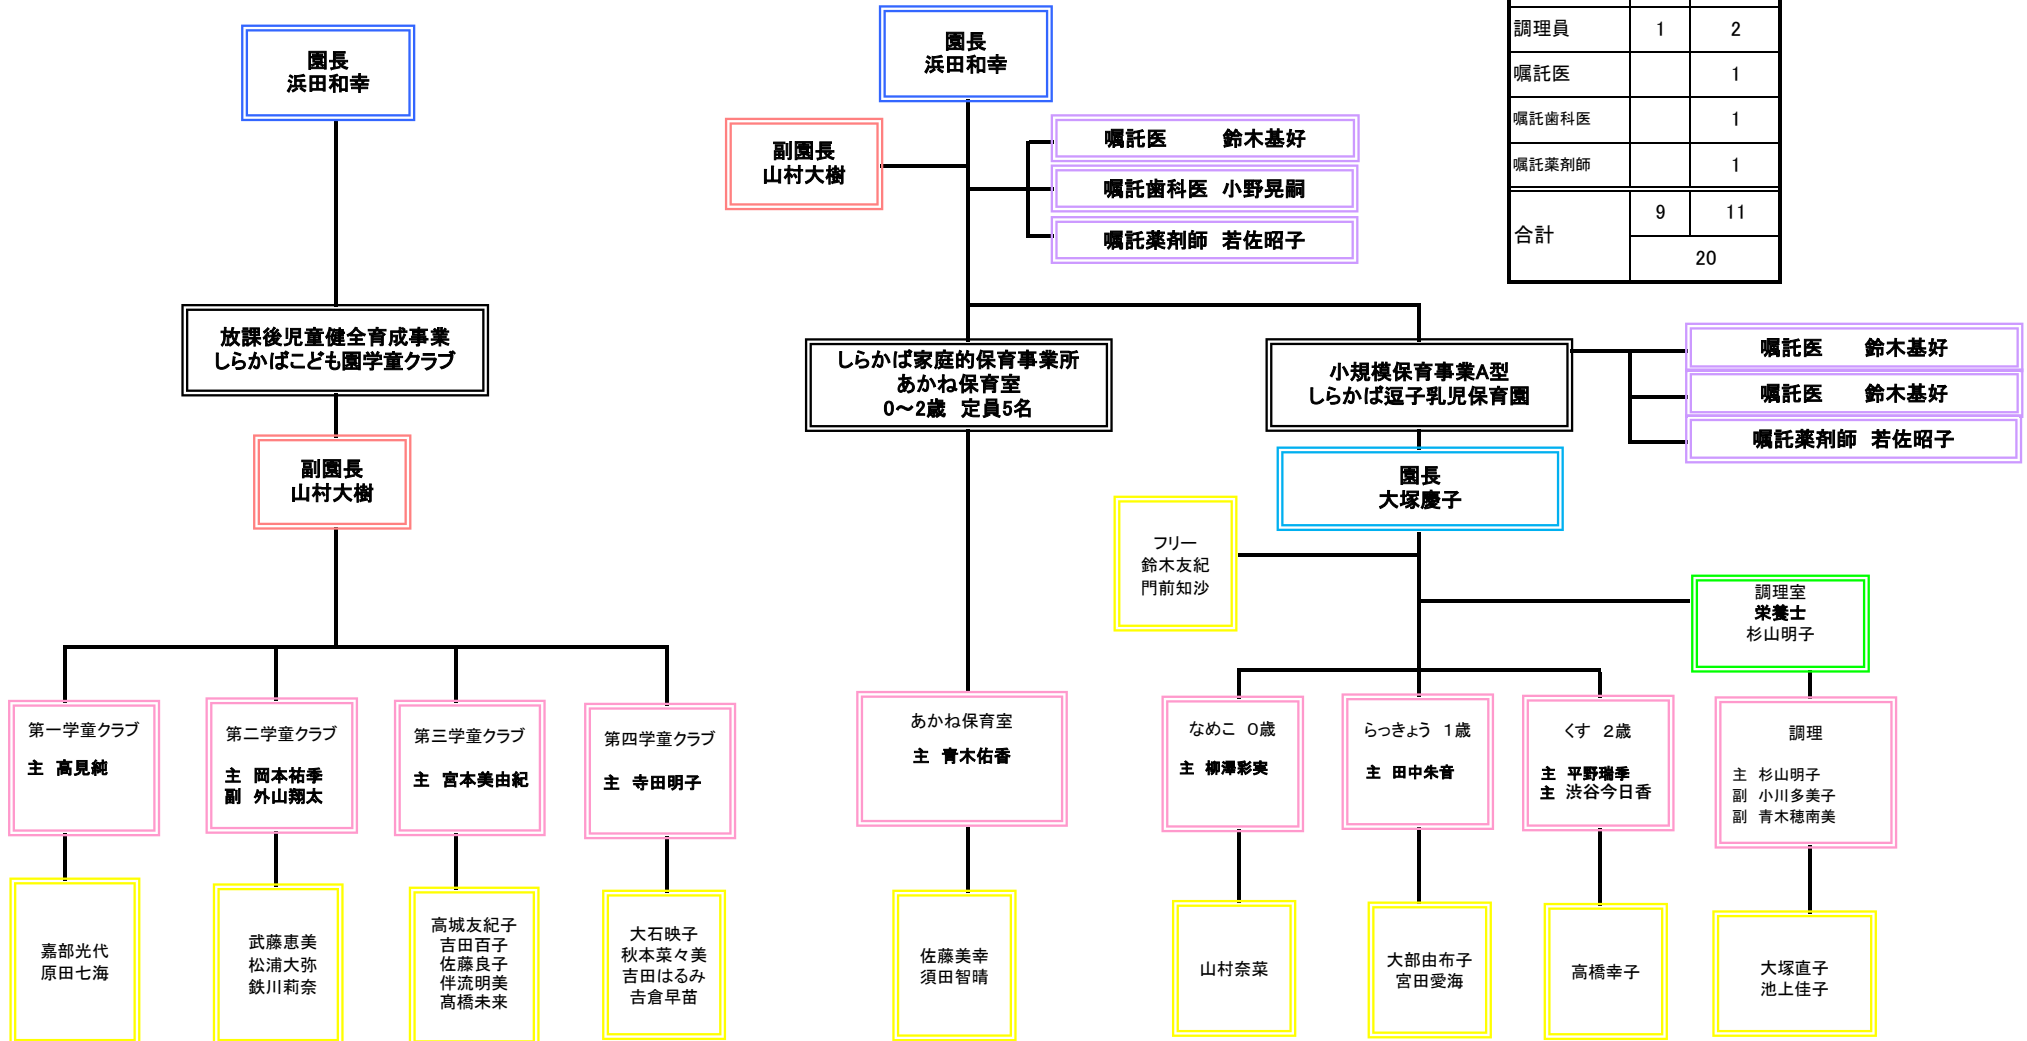 園長
浜田和幸
放課後児童健全育成事業
しらかばこども園学童クラブ
副園長
山村大樹
第一学童クラブ
主 高見純
嘉部光代
原田七海
第二学童クラブ
主 岡本祐季
副 外山翔太
武藤恵美
松浦大弥
鉄川莉奈
第三学童クラブ
主 宮本美由紀
高城友紀子
吉田百子
佐藤良子
伴流明美
髙橋未来
第四学童クラブ
主 寺田明子
大石映子
秋本菜々美
吉田はるみ
𠮷倉早苗
園長
浜田和幸
副園長
山村大樹
嘱託医 鈴木基好
嘱託歯科医 小野晃嗣
嘱託薬剤師 若佐昭子
しらかば家庭的保育事業所
あかね保育室
0～2歳 定員5名
あかね保育室
主 青木佑香
佐藤美幸
須田智晴
小規模保育事業A型
しらかば逗子乳児保育園
嘱託医 鈴木基好
嘱託医 鈴木基好
嘱託薬剤師 若佐昭子
園長
大塚慶子
フリー
鈴木友紀
門前知沙
調理室
栄養士
杉山明子
なめこ 0歳
主 柳澤彩実
山村奈菜
らっきょう 1歳
主 田中朱音
大部由布子
宮田愛海
くす 2歳
主 平野瑞季
主 渋谷今日香
高橋幸子
調理
主 杉山明子
副 小川多美子
副 青木穂南美
大塚直子
池上佳子
調理員 1 2
嘱託医 1
嘱託歯科医 1
嘱託薬剤師 1
合計 9 11
20